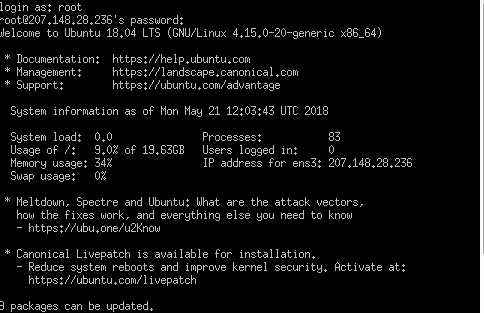 login as: root
root@207.148.28.236's password:
Welcome to Ubuntu 18.04 LTS (GNU/Linux 4.15.0-20-generic x86_64)
* Documentation:  https://help.ubuntu.com
* Management:     https://landscape.canonical.com
* Support:        https://ubuntu.com/advantage
System information as of Mon May 21 12:03:43 UTC 2018
System load:  0.0                Processes:           83
Usage of /:   9.0% of 19.63GB   Users logged in:     0
Memory usage: 34%                IP address for ens3: 207.148.28.236
Swap usage:   0%
* Meltdown, Spectre and Ubuntu: What are the attack vectors,
how the fixes work, and everything else you need to know
- https://ubu.one/u2Know
* Canonical Livepatch is available for installation.
- Reduce system reboots and improve kernel security. Activate at:
https://ubuntu.com/livepatch
packages can be updated.